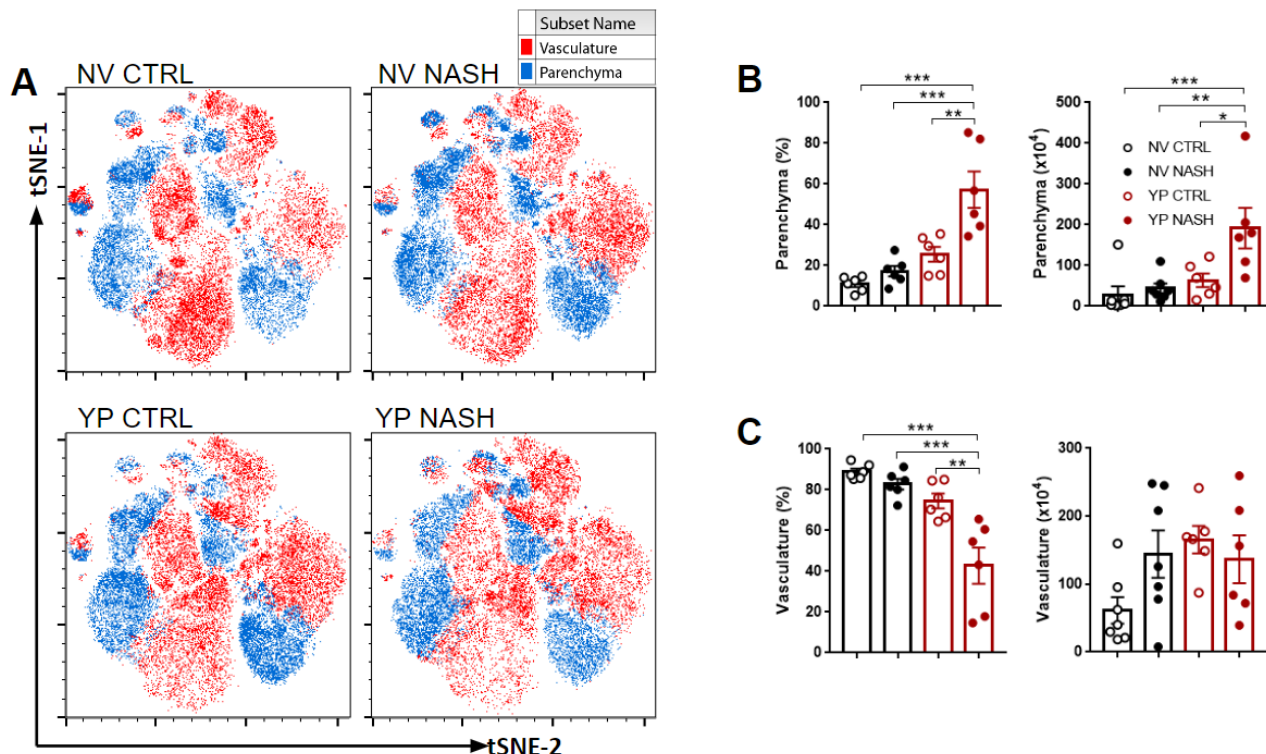 Subset Name
Vasculature
Parenchyma
A
NV CTRL
NV NASH
YP CTRL
YP NASH
tSNE-1
tSNE-2
B
***
***
**
Parenchyma (%)
100
80
60
40
20
0
***
**
*
Parenchyma (x10⁴)
500
400
300
200
100
0
NV CTRL
NV NASH
YP CTRL
YP NASH
C
***
***
**
Vasculature (%)
100
80
60
40
20
0
Vasculature (x10⁴)
300
200
100
0